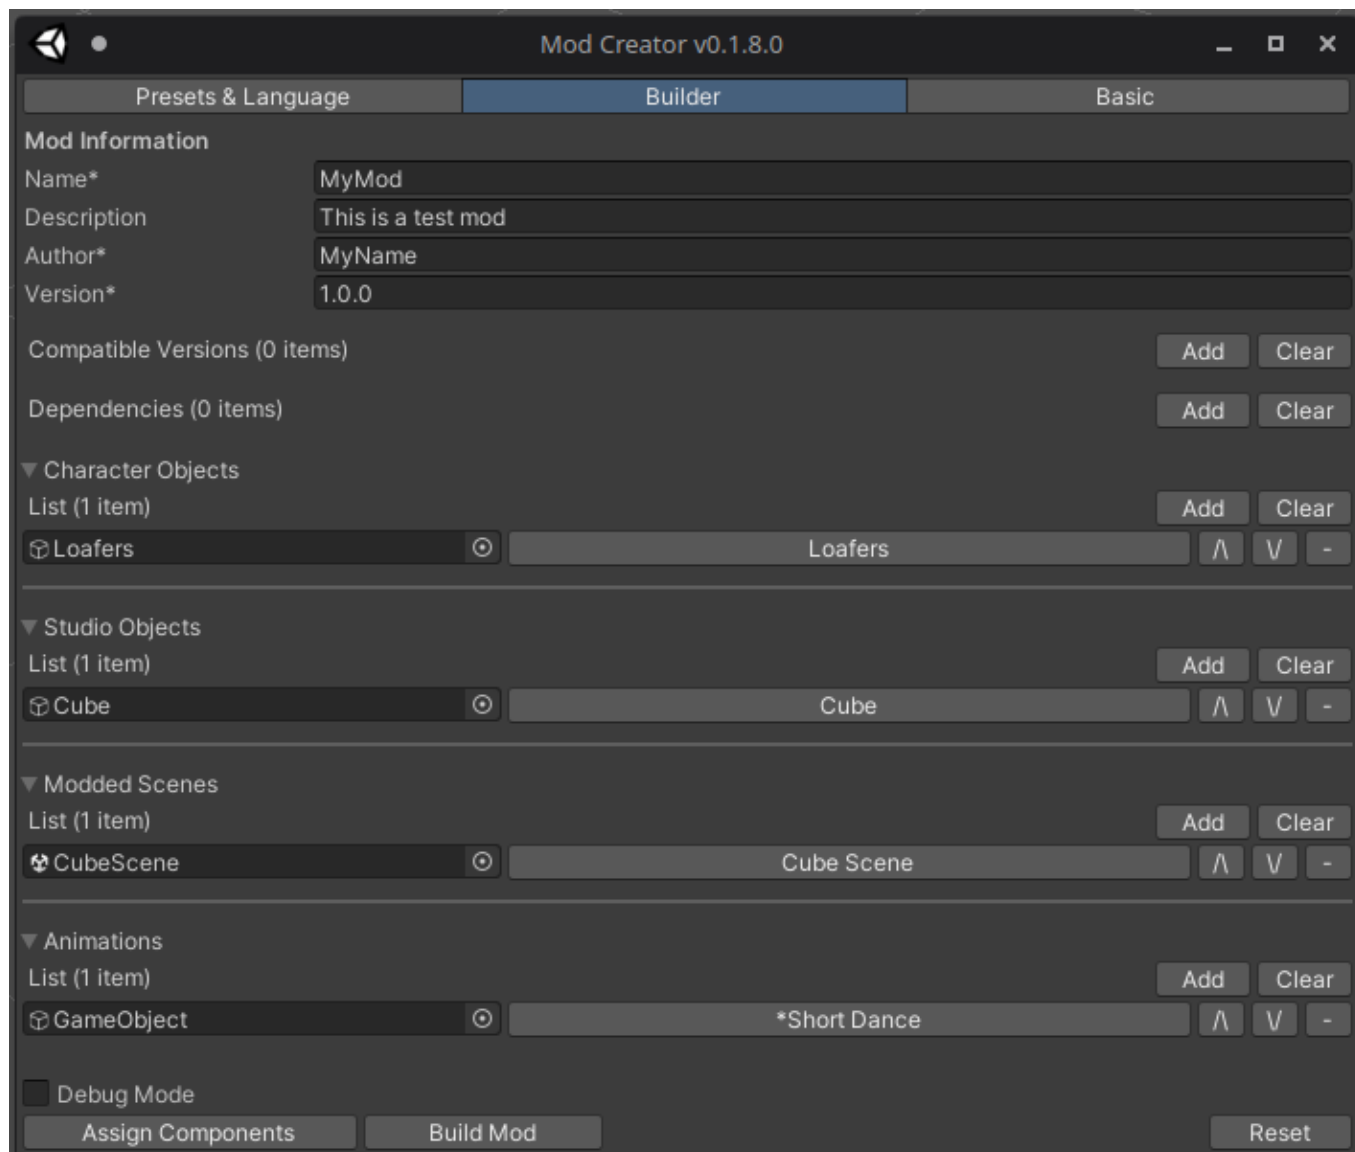 Mod Creator v0.1.8.0
Presets & Language Builder Basic
Mod Information
Name* MyMod
Description This is a test mod
Author* MyName
Version* 1.0.0
Compatible Versions (0 items) Add Clear
Dependencies (0 items) Add Clear
Character Objects
List (1 item) Add Clear
Loafers Loafers /\ \/ -
Studio Objects
List (1 item) Add Clear
Cube Cube /\ \/ -
Modded Scenes
List (1 item) Add Clear
CubeScene Cube Scene /\ \/ -
Animations
List (1 item) Add Clear
GameObject *Short Dance /\ \/ -
Debug Mode
Assign Components Build Mod Reset